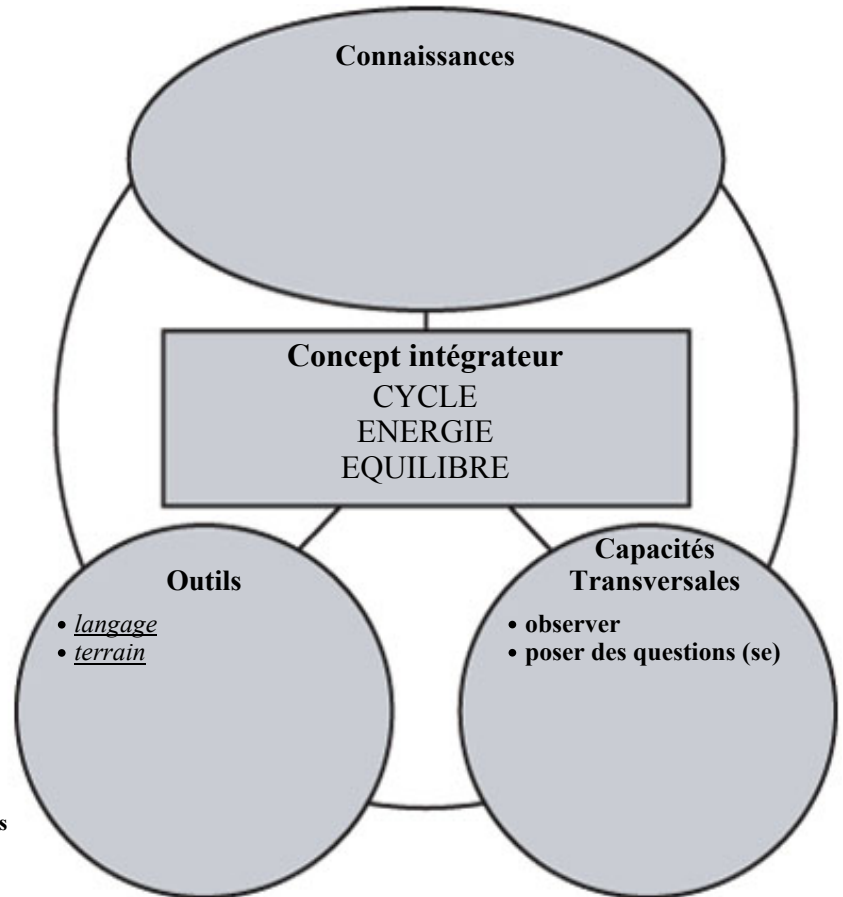 Connaissances
Concept intégrateur
CYCLE
ENERGIE
EQUILIBRE
Outils
• langage
• terrain
Capacités
Transversales
• observer
• poser des questions (se)